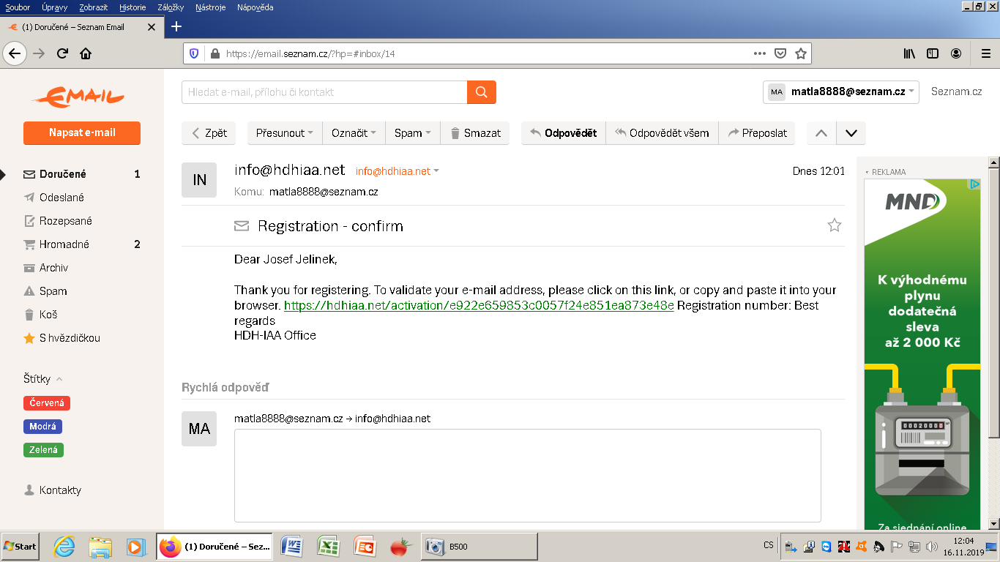 Soubor Úpravy Zobrazit Historie Záložky Nástroje Nápověda
(1) Doručené – Seznam Email
https://email.seznam.cz/?hp=#inbox/14
EMAIL
Hledat e-mail, přílohu či kontakt
MA matla8888@seznam.cz
Seznam.cz
Napsat e-mail
Zpět Přesunout Označit Spam Smazat Odpovědět Odpovědět všem Přeposlat
Doručené 1
Odeslané
Rozepsané
Hromadné 2
Archiv
Spam
Koš
S hvězdičkou
Štítky
Červená
Modrá
Zelená
Kontakty
IN
info@hdhiaa.net info@hdhiaa.net
Dnes 12:01
Komu: matla8888@seznam.cz
Registration - confirm
Dear Josef Jelinek,
Thank you for registering. To validate your e-mail address, please click on this link, or copy and paste it into your
browser. https://hdhiaa.net/activation/e922e659853c0057f24e851ea873e48e Registration number: Best
regards
HDH-IAA Office
Rychlá odpověď
MA
matla8888@seznam.cz → info@hdhiaa.net
REKLAMA
MND
K výhodnému
plynu
dodatečná
sleva
až 2 000 Kč
00020000
Za sjednání online
Start
(1) Doručené – Sez...
B500
CS
12:04
16.11.2019